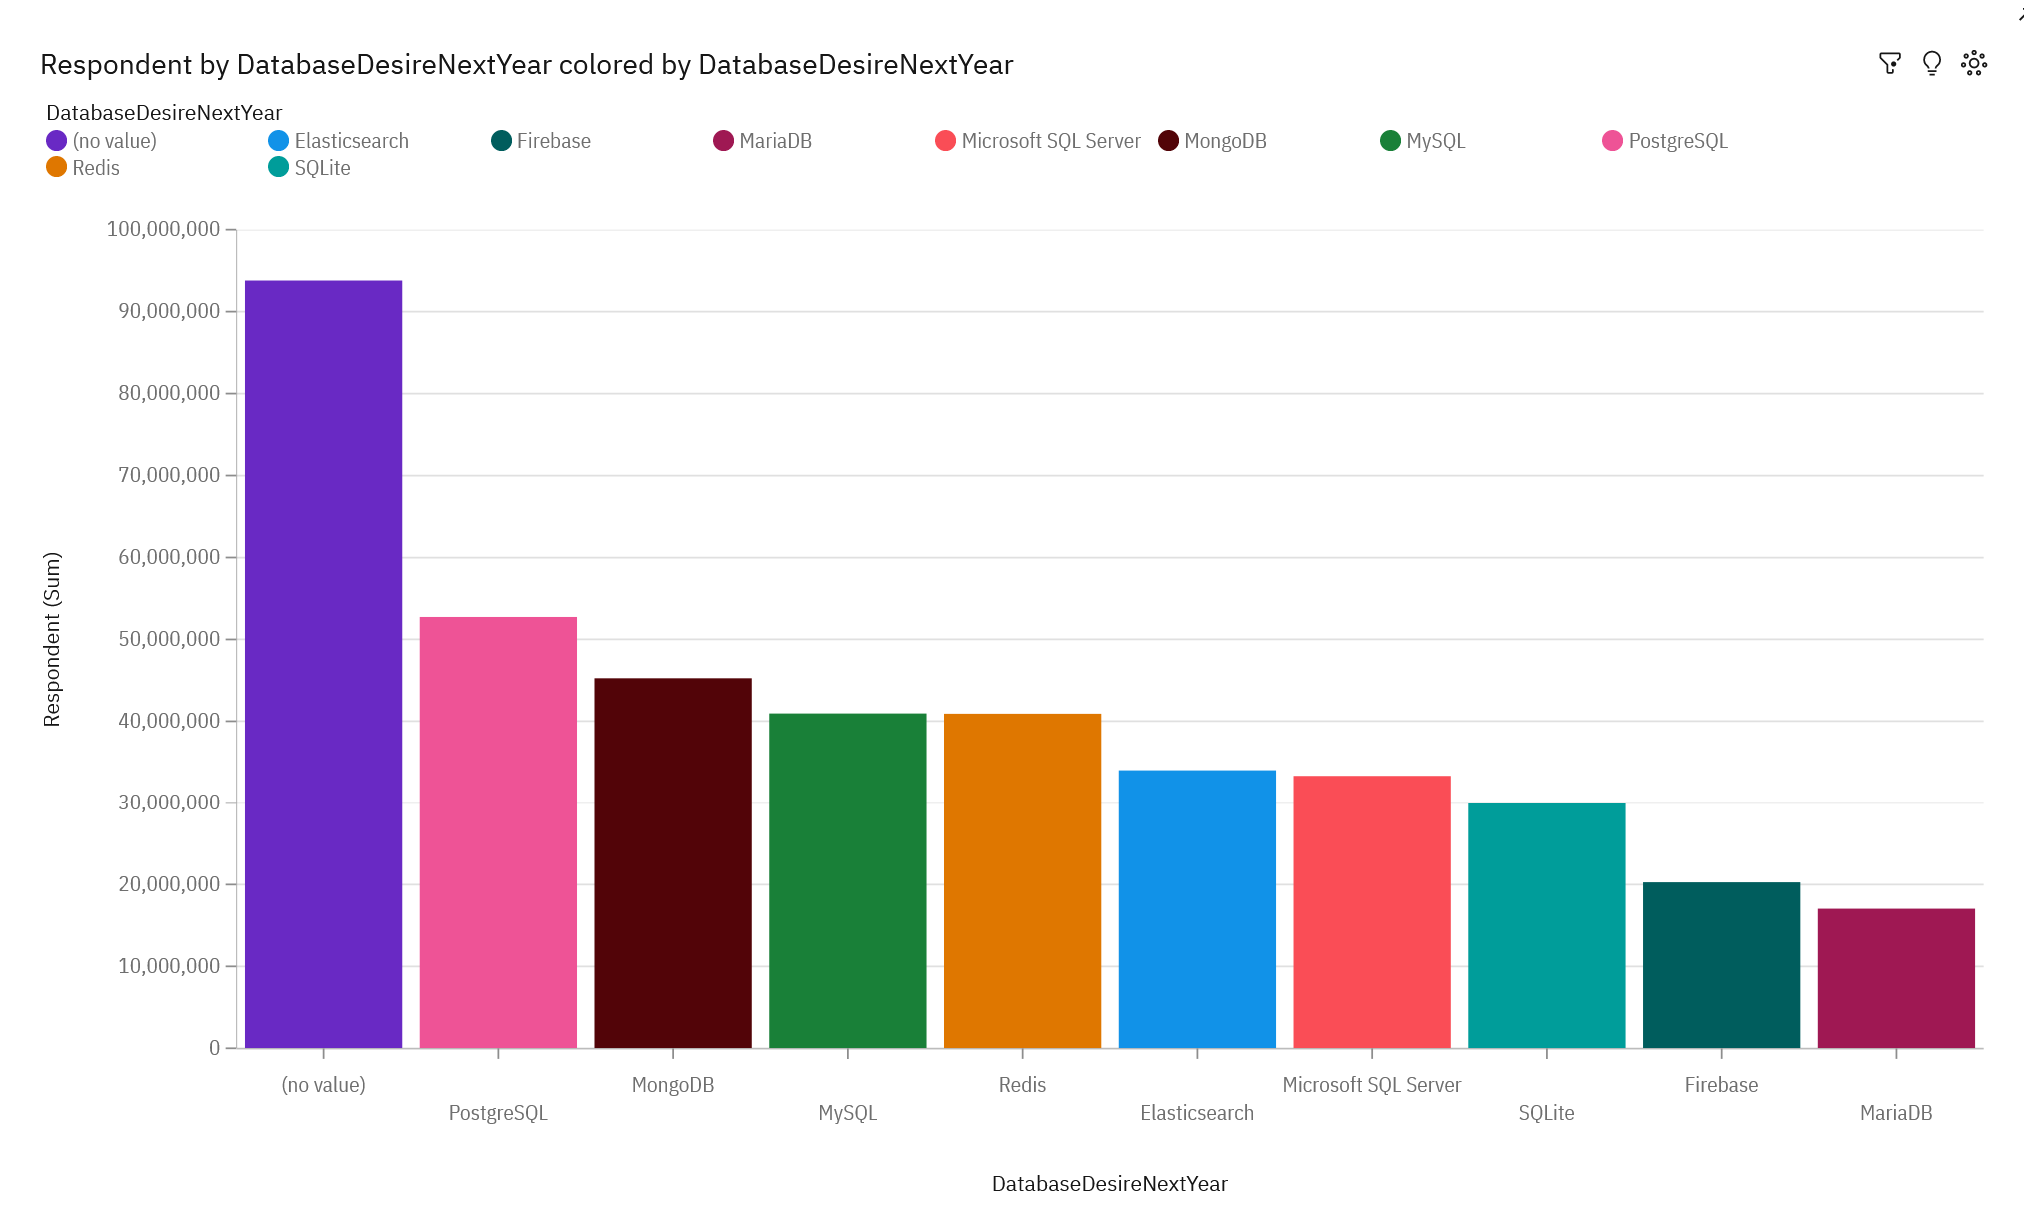 Respondent by DatabaseDesireNextYear colored by DatabaseDesireNextYear
DatabaseDesireNextYear
(no value) Elasticsearch Firebase MariaDB Microsoft SQL Server MongoDB MySQL PostgreSQL
Redis SQLite
100,000,000
90,000,000
80,000,000
70,000,000
60,000,000
50,000,000
40,000,000
30,000,000
20,000,000
10,000,000
0
Respondent (Sum)
(no value) MongoDB Redis Microsoft SQL Server Firebase
PostgreSQL MySQL Elasticsearch SQLite MariaDB
DatabaseDesireNextYear